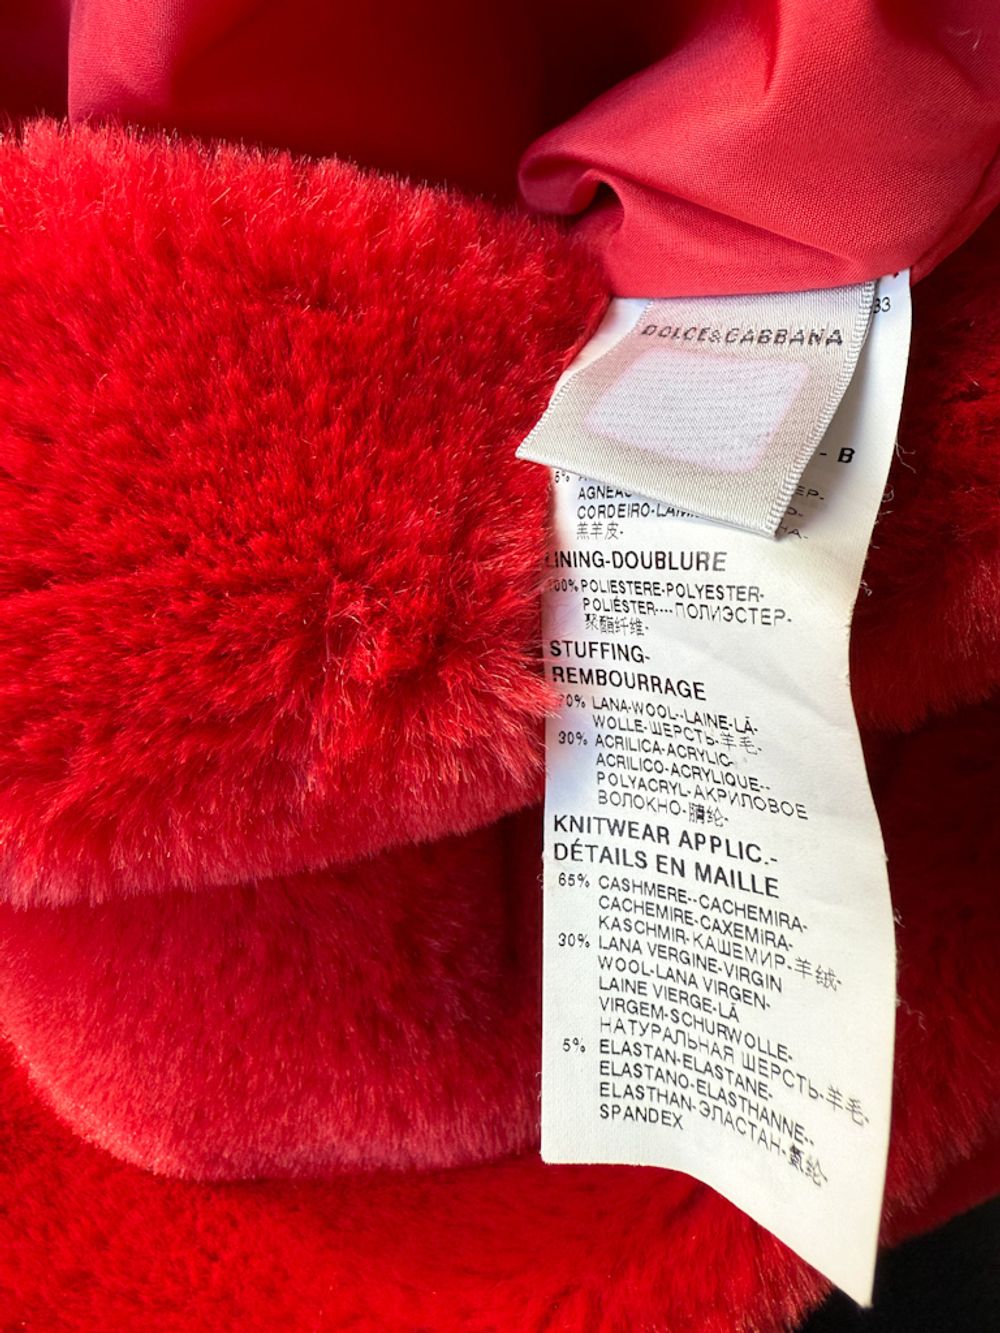 33
DOLCE&GABBANA
- B
5%
CORDEIRO-
羔羊皮-
LINING-DOUBLURE
100% POLIESTERE-POLYESTER-
POLIÉSTER----ПОЛИЭСТЕР-
聚酯纤维-
STUFFING-
REMBOURRAGE
70% LANA-WOOL--LAINE-LÃ-
WOLLE-ШЕРСТЬ-羊毛-
30% ACRILICA-ACRYLIC-
ACRILICO-ACRYLIQUE--
POLYACRYL-АКРИЛОВОЕ
ВОЛОКНО-腈纶-
KNITWEAR APPLIC.-
DÉTAILS EN MAILLE
65% CASHMERE--CACHEMIRA-
CACHEMIRE-CAXEMIRA-
KASCHMIR-КАШЕМИР-羊绒-
30% LANA VERGINE-VIRGIN
WOOL-LANA VIRGEN-
LAINE VIERGE-LÃ
VIRGEM-SCHURWOLLE-
НАТУРАЛЬНАЯ ШЕРСТЬ-羊毛-
5% ELASTAN-ELASTANE-
ELASTANO-ELASTHANNE--
ELASTHAN-ЭЛАСТАН-氨纶-
SPANDEX